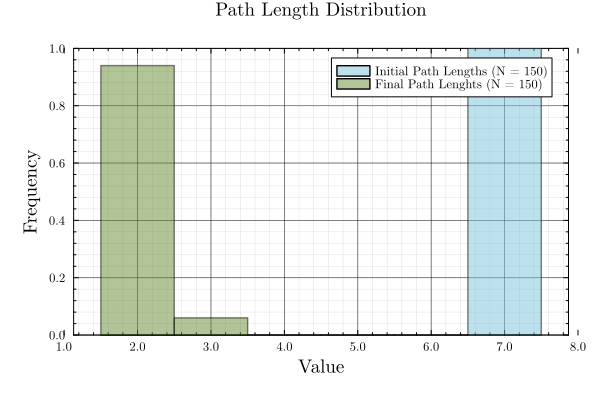 Path Length Distribution
Initial Path Lengths (N = 150)
Final Path Lenghts (N = 150)
Frequency
1.0
0.8
0.6
0.4
0.2
0.0
1.0 2.0 3.0 4.0 5.0 6.0 7.0 8.0
Value